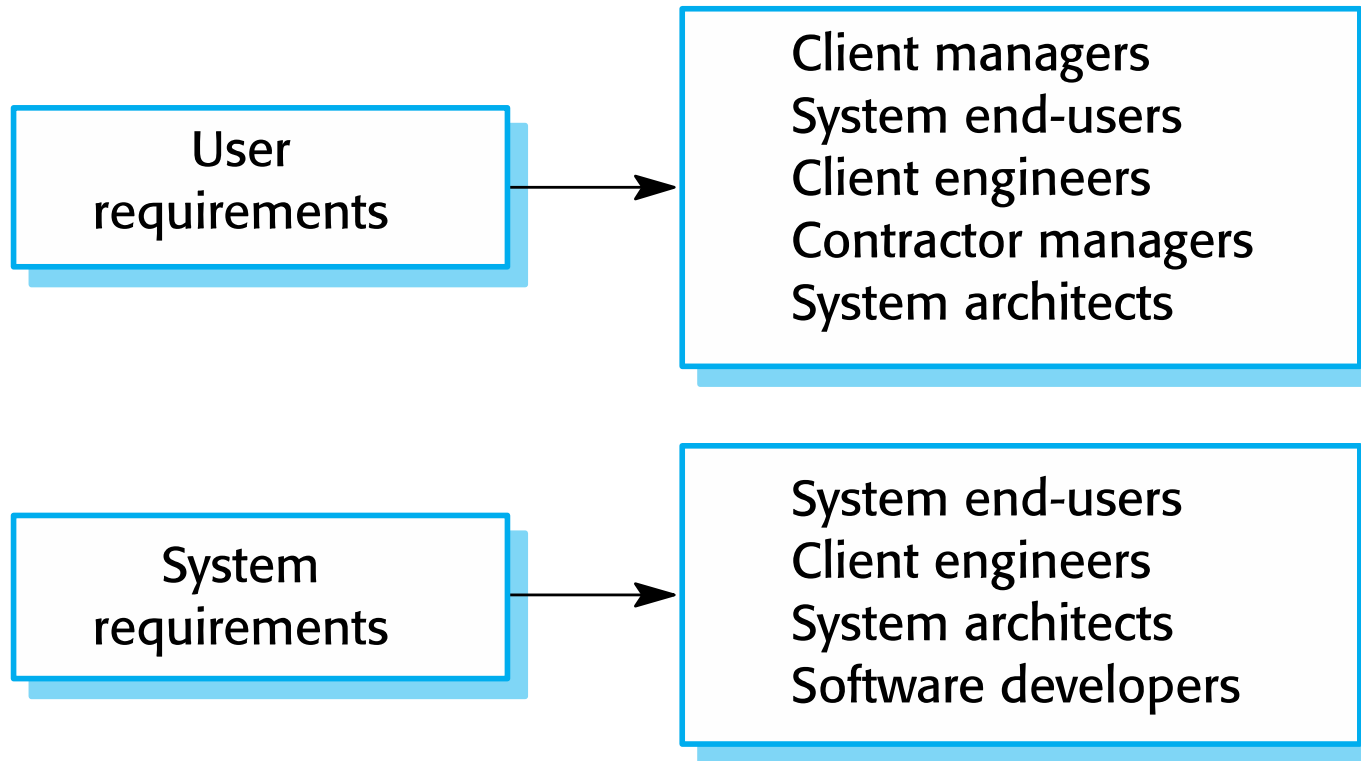 User
requirements
Client managers
System end-users
Client engineers
Contractor managers
System architects
System
requirements
System end-users
Client engineers
System architects
Software developers